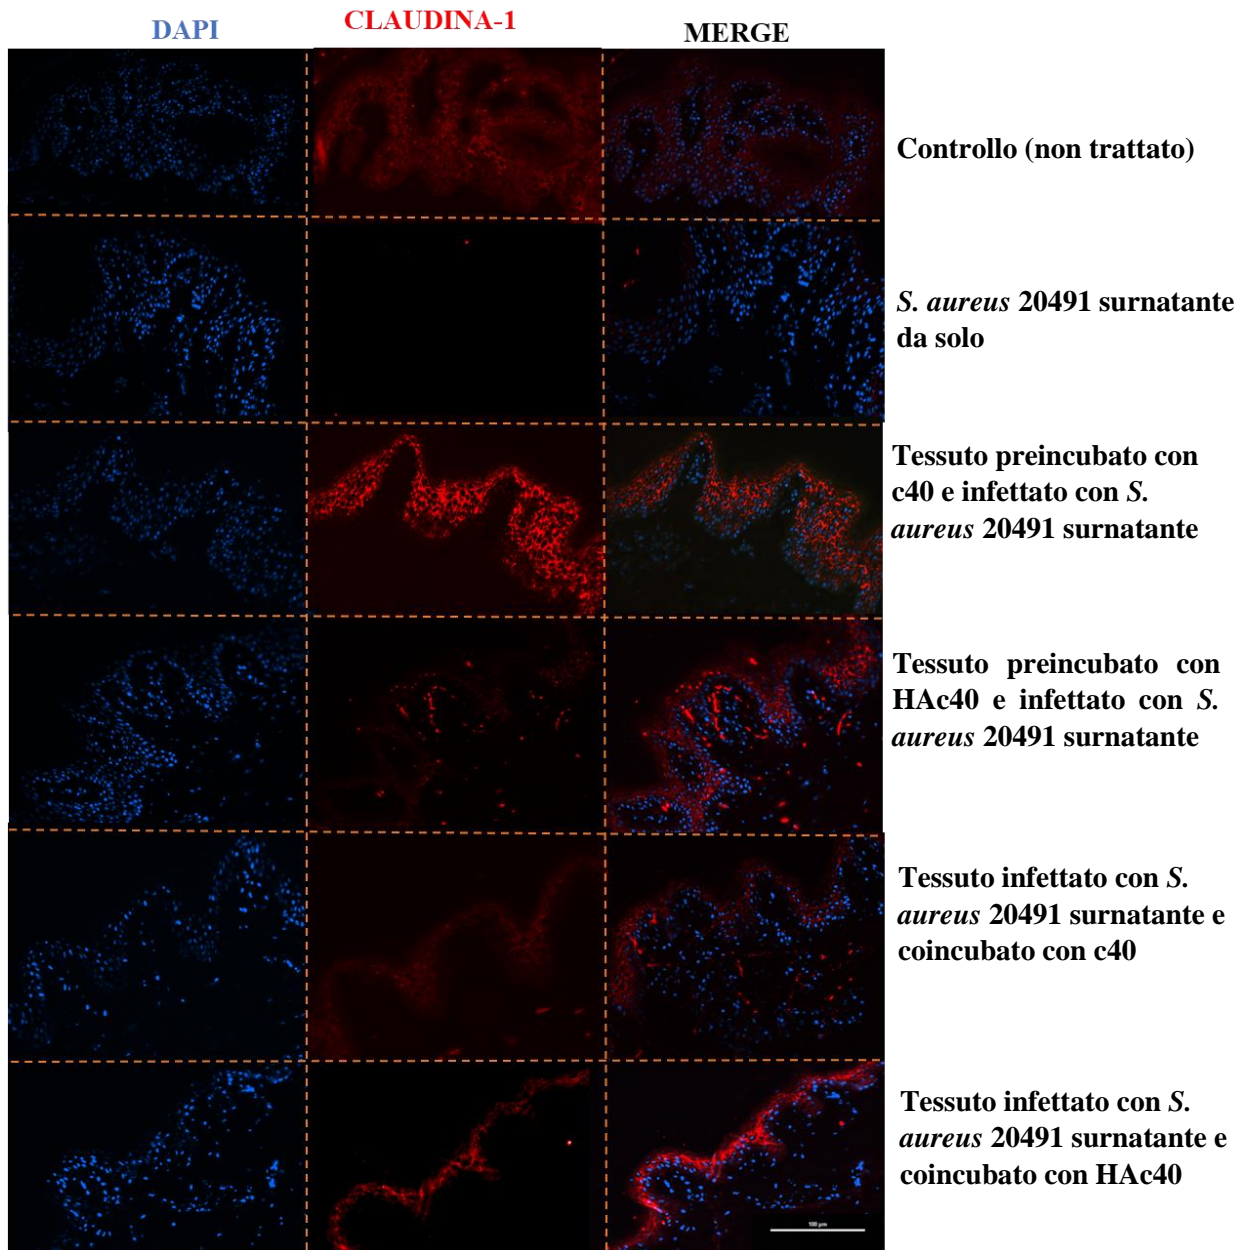 DAPI
CLAUDINA-1
MERGE
Controllo (non trattato)
S. aureus 20491 surnatante
da solo
Tessuto preincubato con
c40 e infettato con S.
aureus 20491 surnatante
Tessuto preincubato con
HAc40 e infettato con S.
aureus 20491 surnatante
Tessuto infettato con S.
aureus 20491 surnatante e
coincubato con c40
Tessuto infettato con S.
aureus 20491 surnatante e
coincubato con HAc40
100 µm